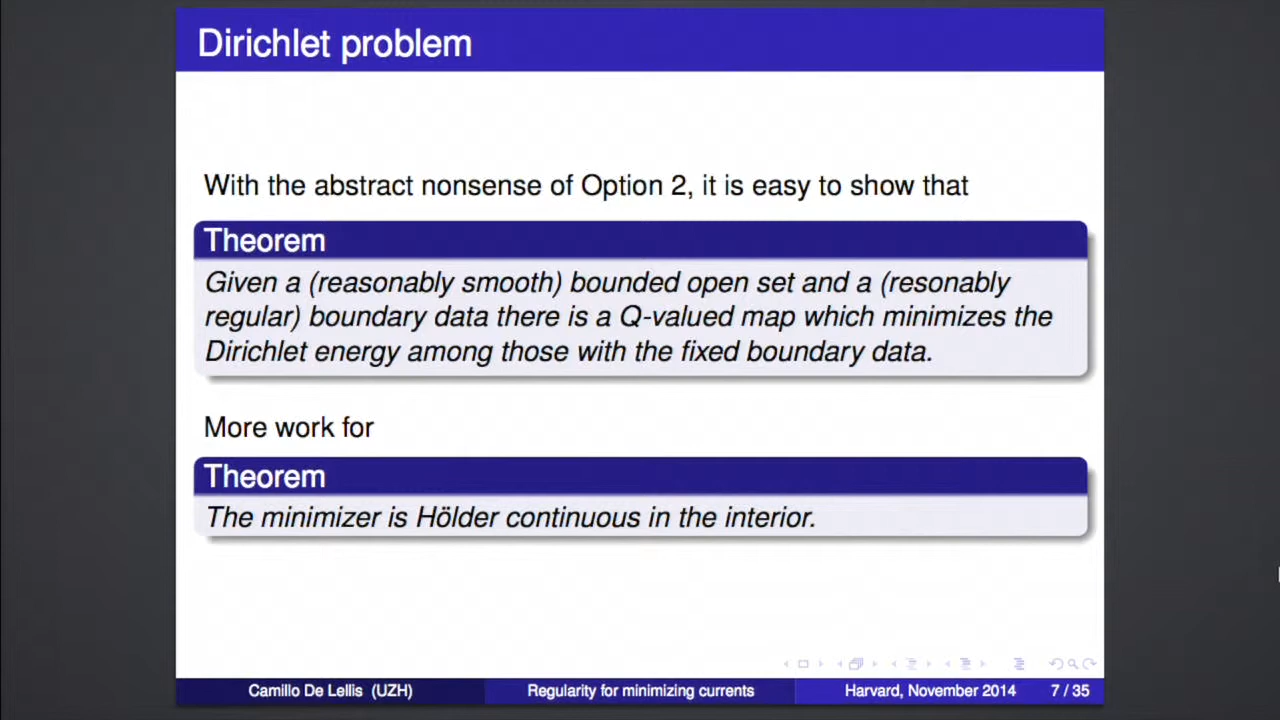 Dirichlet problem
With the abstract nonsense of Option 2, it is easy to show that
Theorem
Given a (reasonably smooth) bounded open set and a (resonably
regular) boundary data there is a Q-valued map which minimizes the
Dirichlet energy among those with the fixed boundary data.
More work for
Theorem
The minimizer is Hölder continuous in the interior.
Camillo De Lellis (UZH) Regularity for minimizing currents Harvard, November 2014 7 / 35